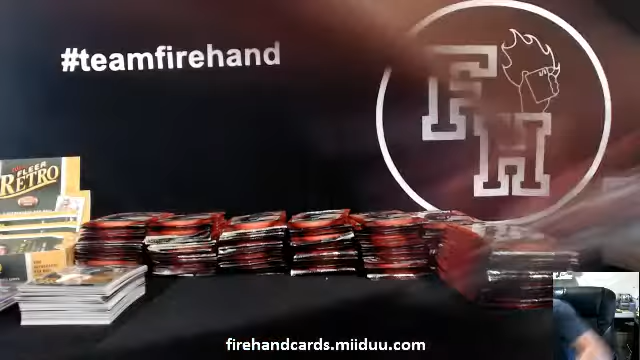 #teamfirehand
FH
FLEER
RETRO
firehandcards.miiduu.com